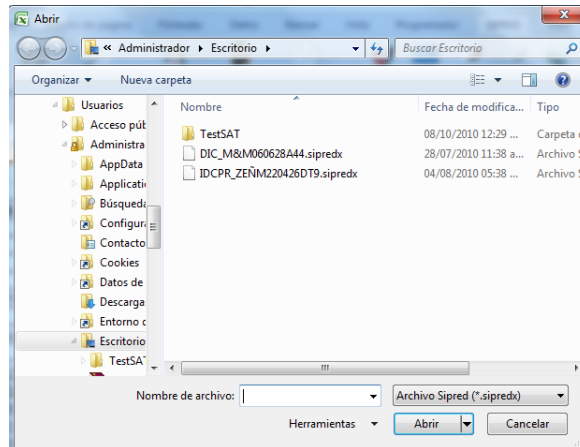 Abrir
« Administrador Escritorio
Buscar Escritorio
Organizar Nueva carpeta
Usuarios
Acceso púb
Administra
AppData
Applicatio
Búsqueda
Configura
Contacto
Cookies
Datos de
Descarga
Entorno d
Escritorio
TestSAT
Nombre Fecha de modifica... Tipo
TestSAT 08/10/2010 12:29 ... Carpeta
DIC_M&M060628A44.sipredx 28/07/2010 11:38 a... Archivo S
IDCPR_ZEÑM220426DT9.sipredx 04/08/2010 05:38 ... Archivo S
Nombre de archivo:
Archivo Sipred (*.sipredx)
Herramientas Abrir Cancelar